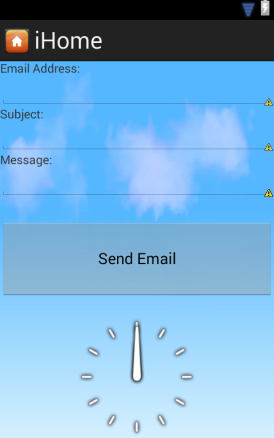 iHome
Email Address:
Subject:
Message:
Send Email